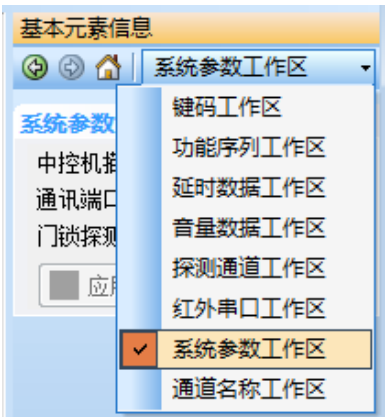 基本元素信息
系统参数工作区
键码工作区
功能序列工作区
延时数据工作区
音量数据工作区
探测通道工作区
红外串口工作区
系统参数工作区
通道名称工作区
系统参数
中控机
通讯端口
门锁探测
应用